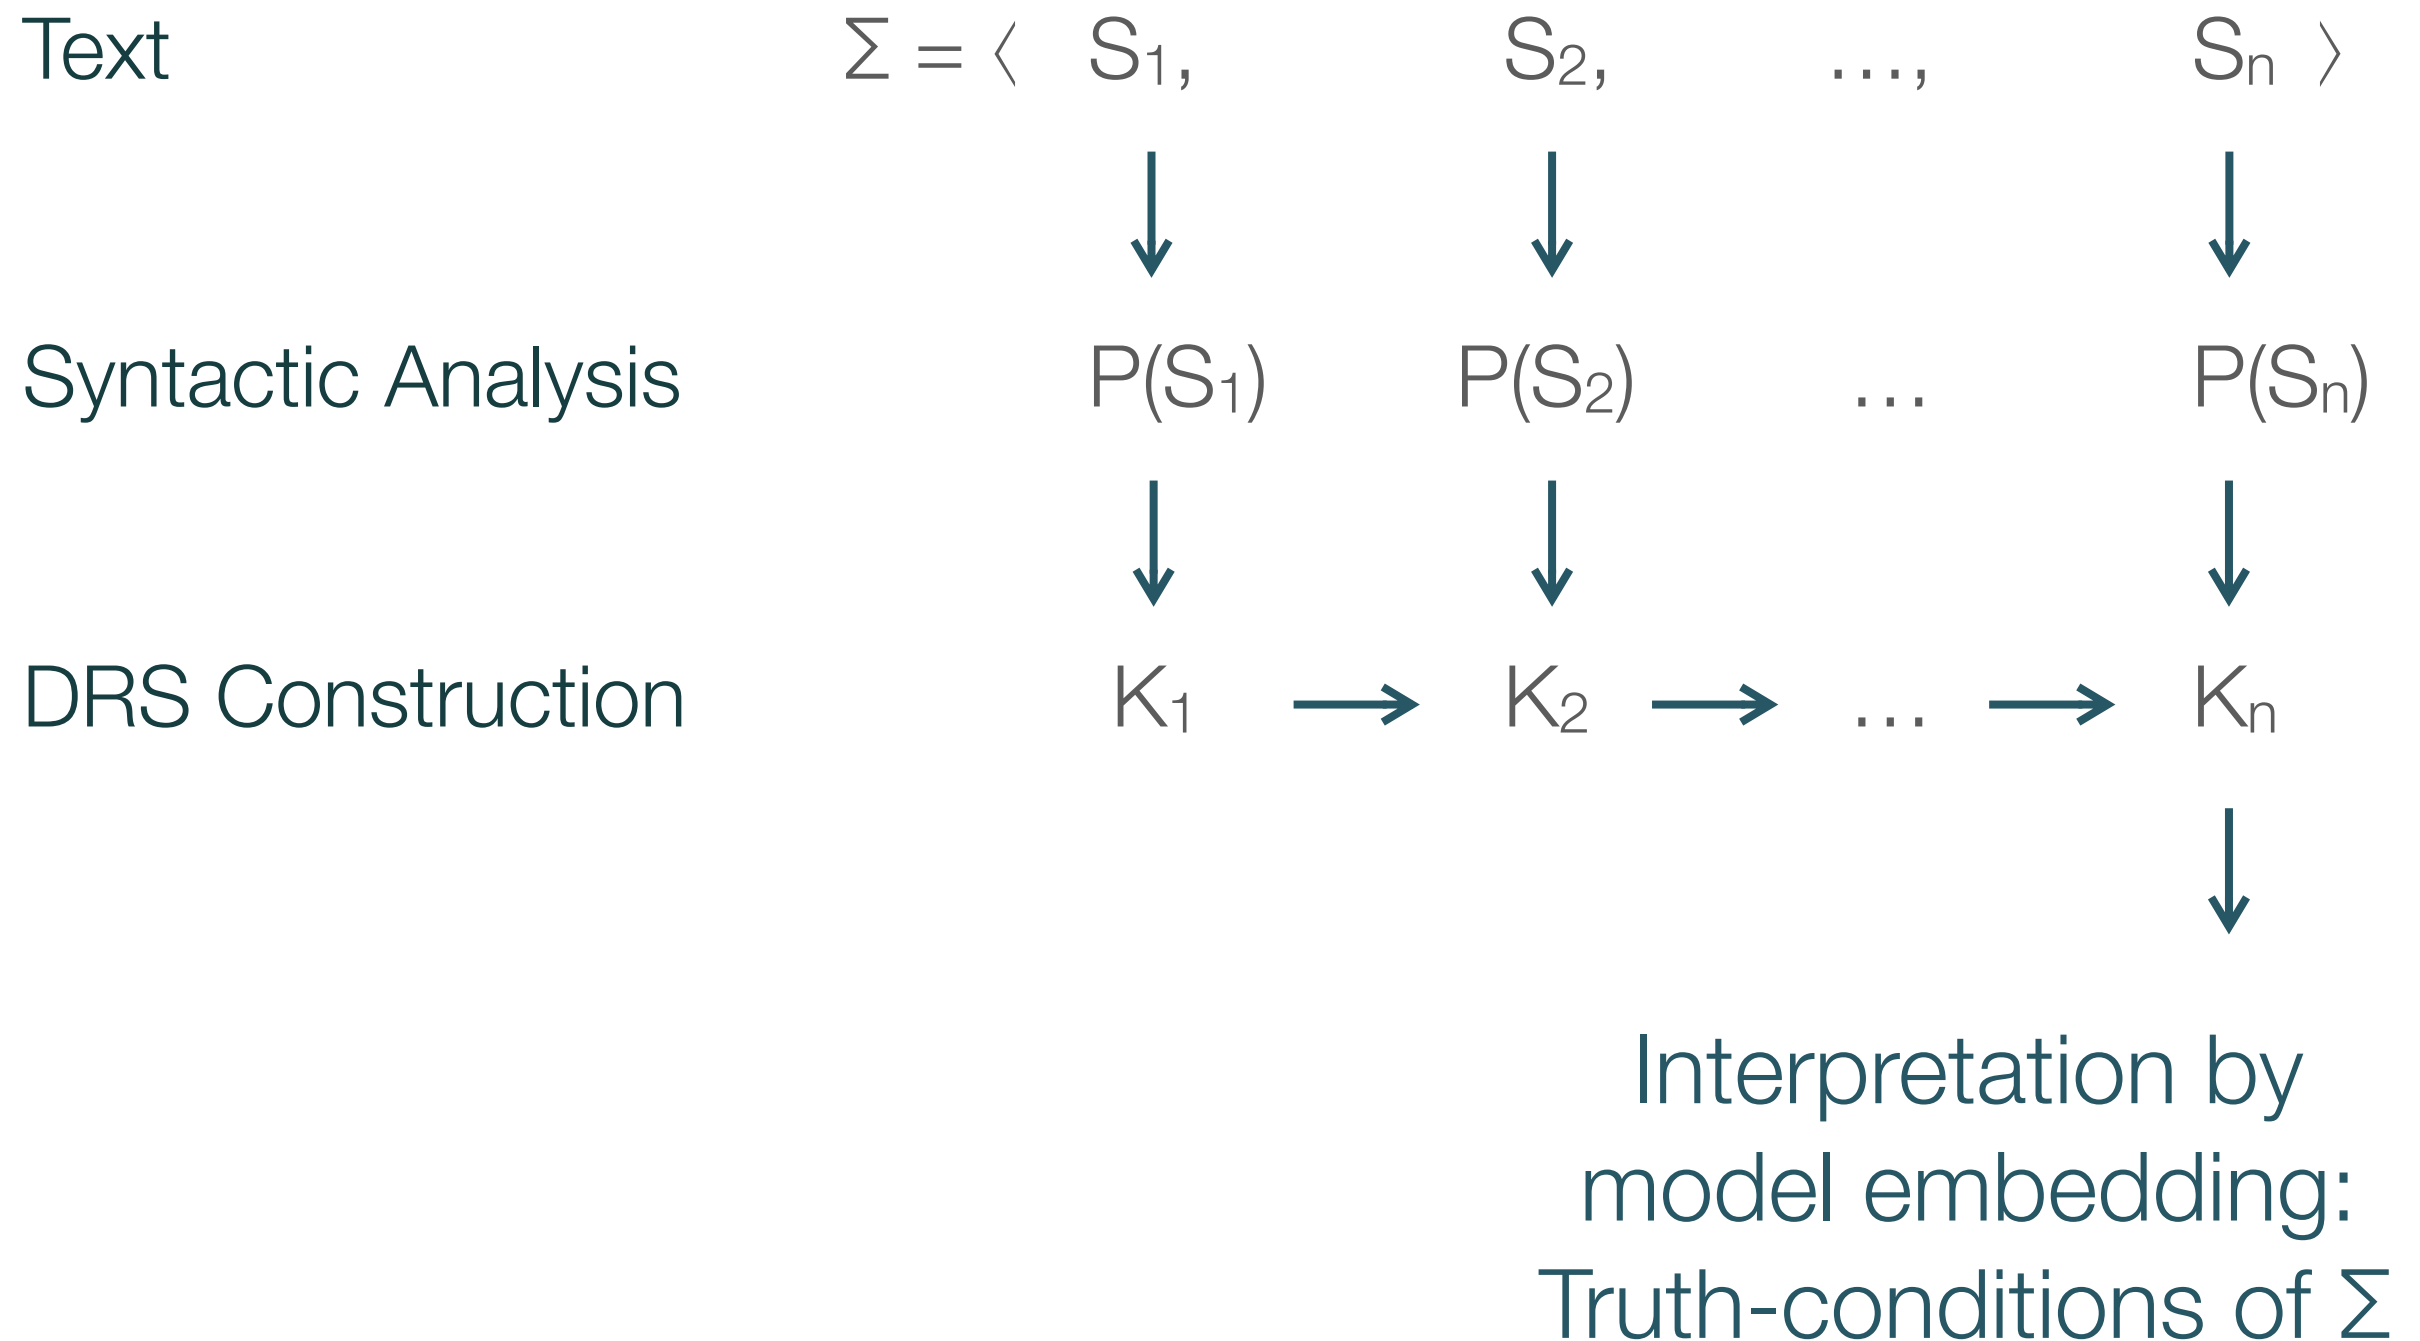 Text Σ = ⟨ S₁, S₂, ..., Sₙ ⟩
Syntactic Analysis P(S₁) P(S₂) ... P(Sₙ)
DRS Construction K₁ K₂ ... Kₙ
Interpretation by
model embedding:
Truth-conditions of Σ